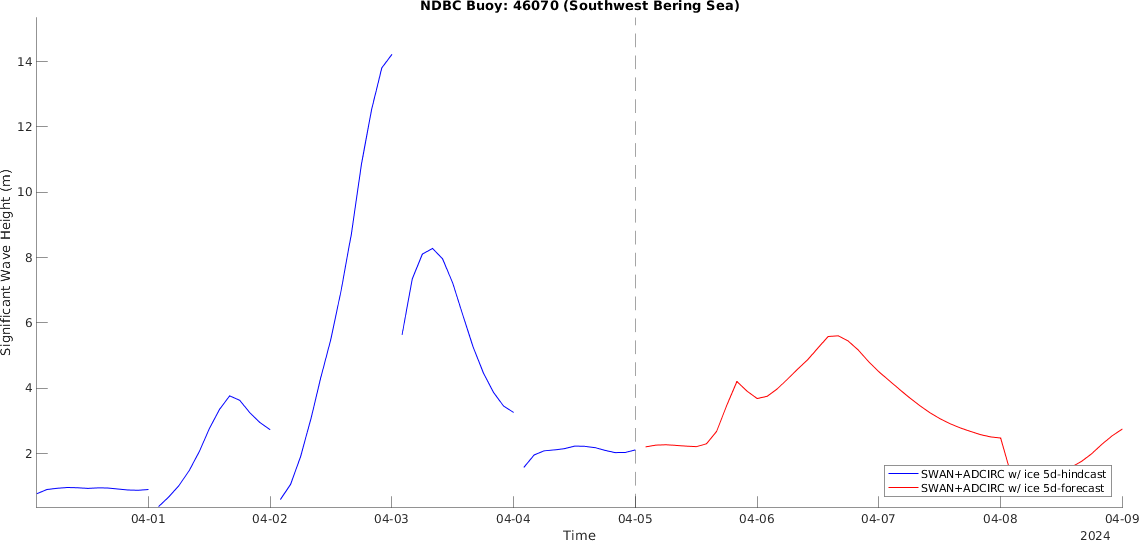 NDBC Buoy: 46070 (Southwest Bering Sea)
14
12
10
8
6
4
2
Significant Wave Height (m)
SWAN+ADCIRC w/ ice 5d-hindcast
SWAN+ADCIRC w/ ice 5d-forecast
04-01 04-02 04-03 04-04 04-05 04-06 04-07 04-08 04-09
Time
2024